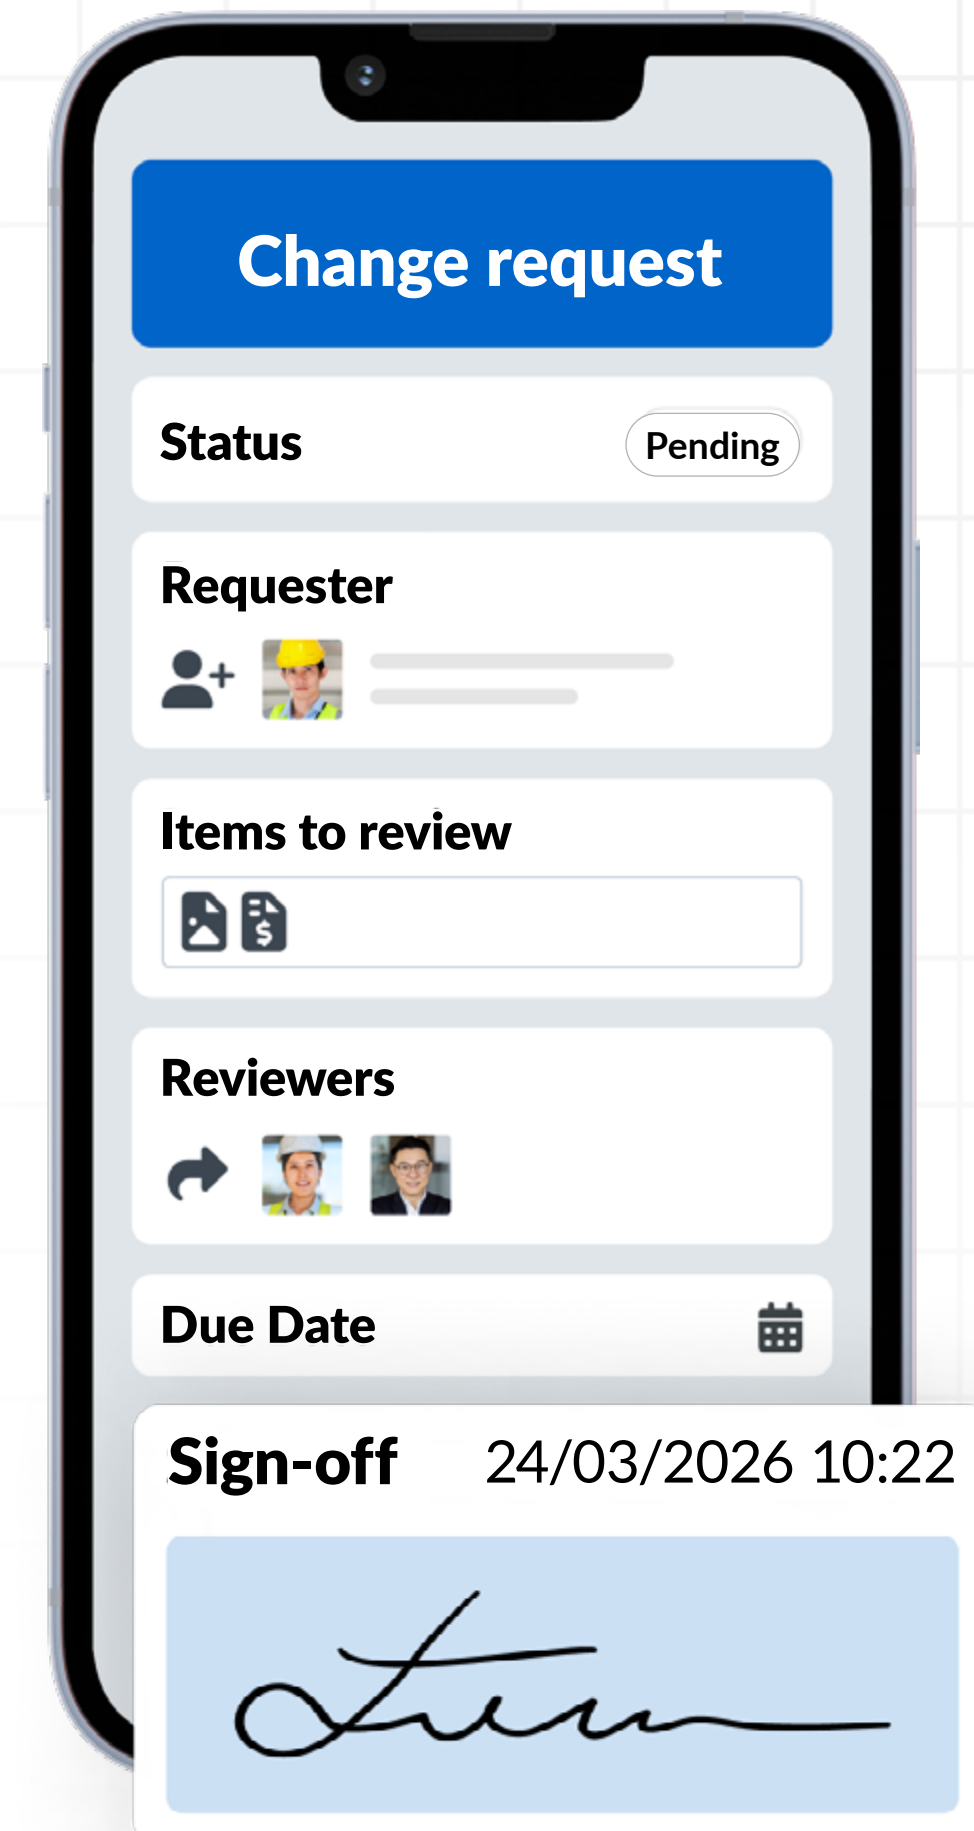 Change request
Status Pending
Requester
Items to review
Reviewers
Due Date
Sign-off 24/03/2026 10:22